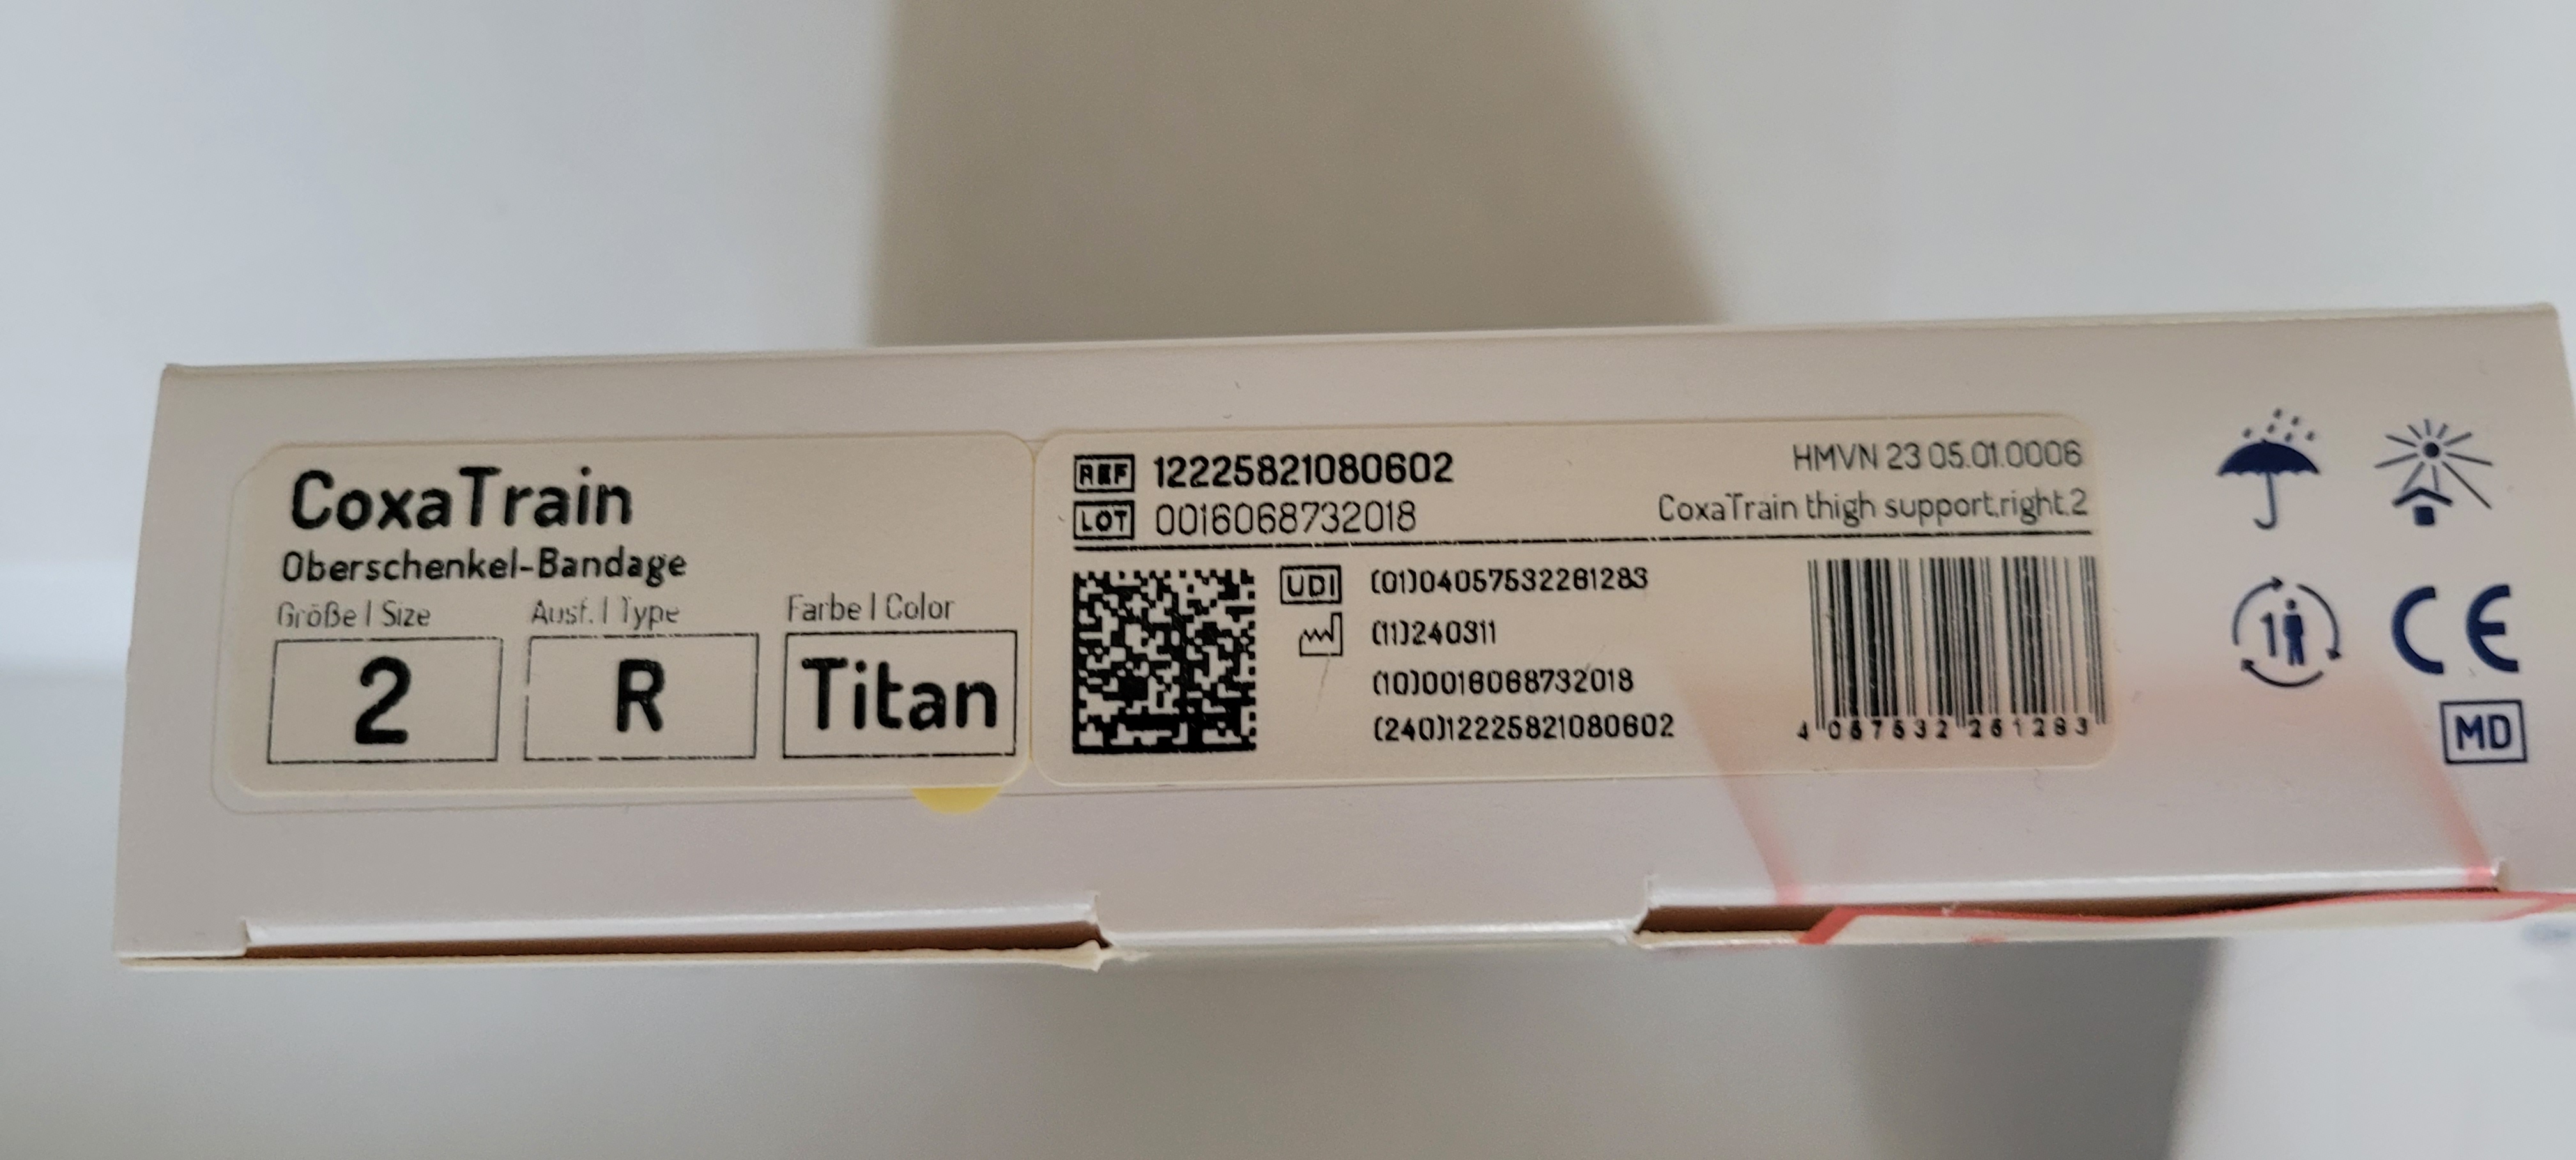 CoxaTrain
Oberschenkel-Bandage
Größe | Size
Ausf. | Type
Farbe | Color
2
R
Titan
REF 12225821080602
LOT 0016068732018
HMVN 23 05.01.0006
CoxaTrain thigh support,right,2
UDI (01)04057532261283
(11)240311
(10)0016068732018
(240)12225821080602
4 057532 261283
1
CE
MD